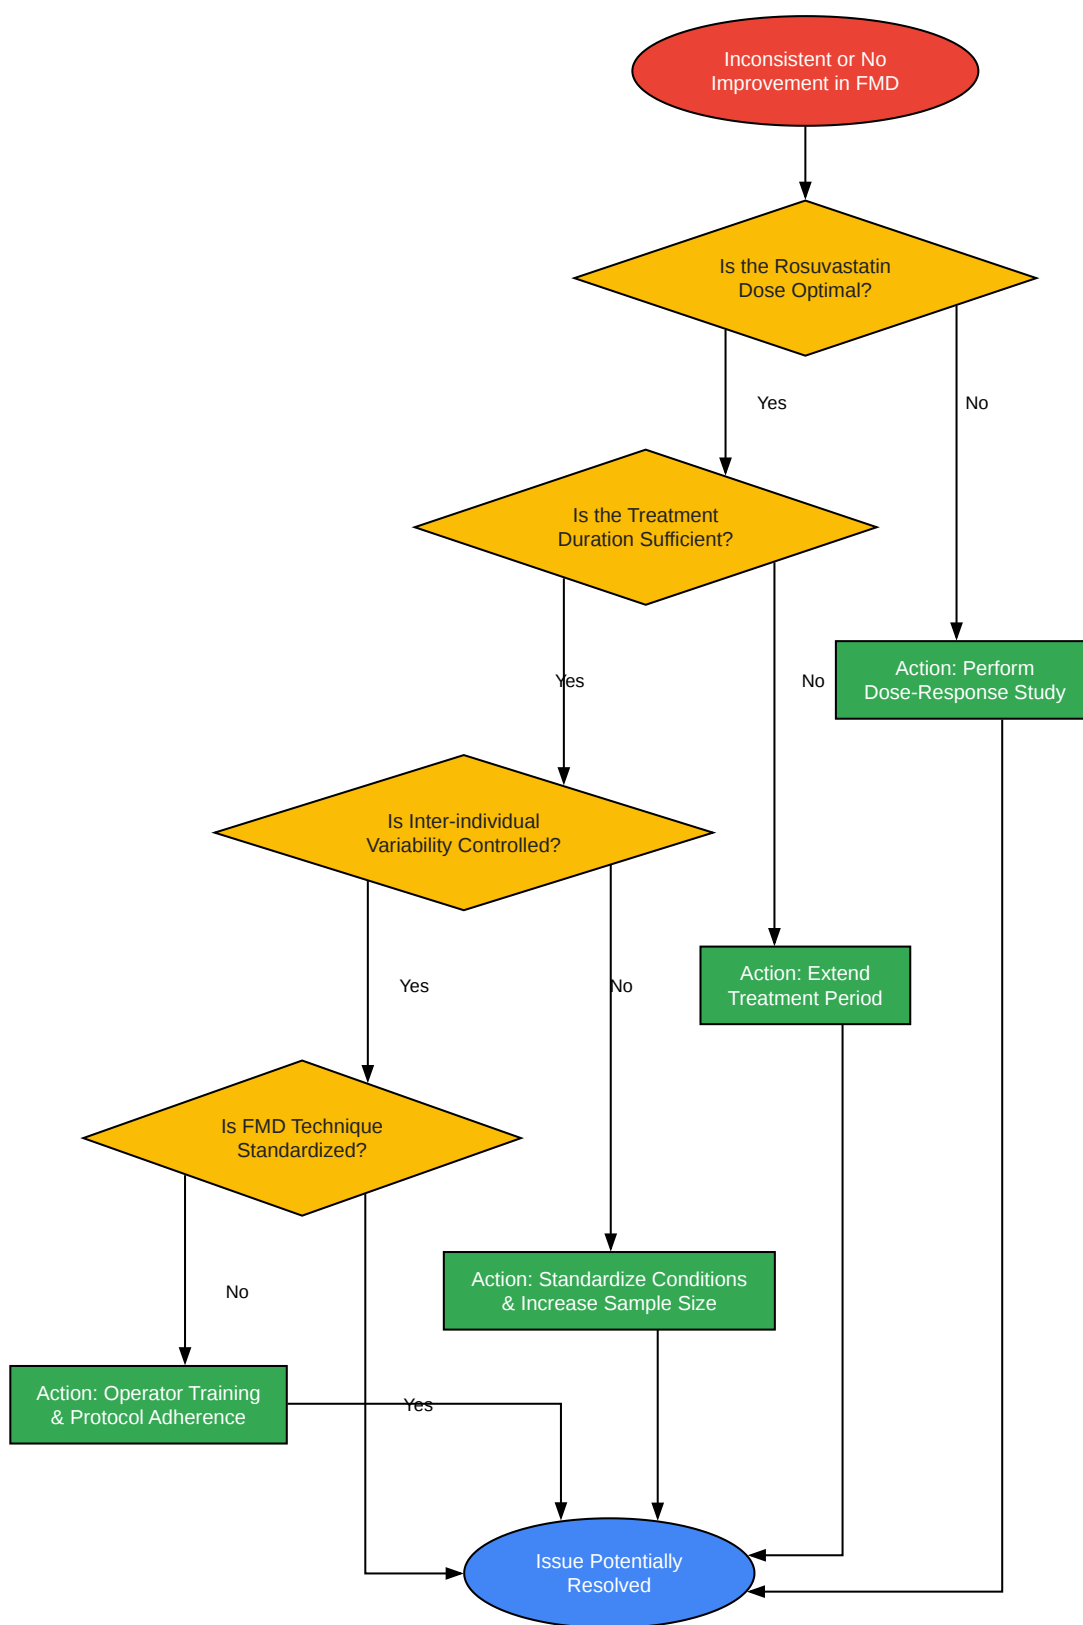 Inconsistent or No
Improvement in FMD
Is the Rosuvastatin
Dose Optimal?
Yes
No
Is the Treatment
Duration Sufficient?
Yes
No
Action: Perform
Dose-Response Study
Is Inter-individual
Variability Controlled?
Yes
No
Action: Extend
Treatment Period
Is FMD Technique
Standardized?
No
Action: Standardize Conditions
& Increase Sample Size
Action: Operator Training
& Protocol Adherence
Yes
Issue Potentially
Resolved